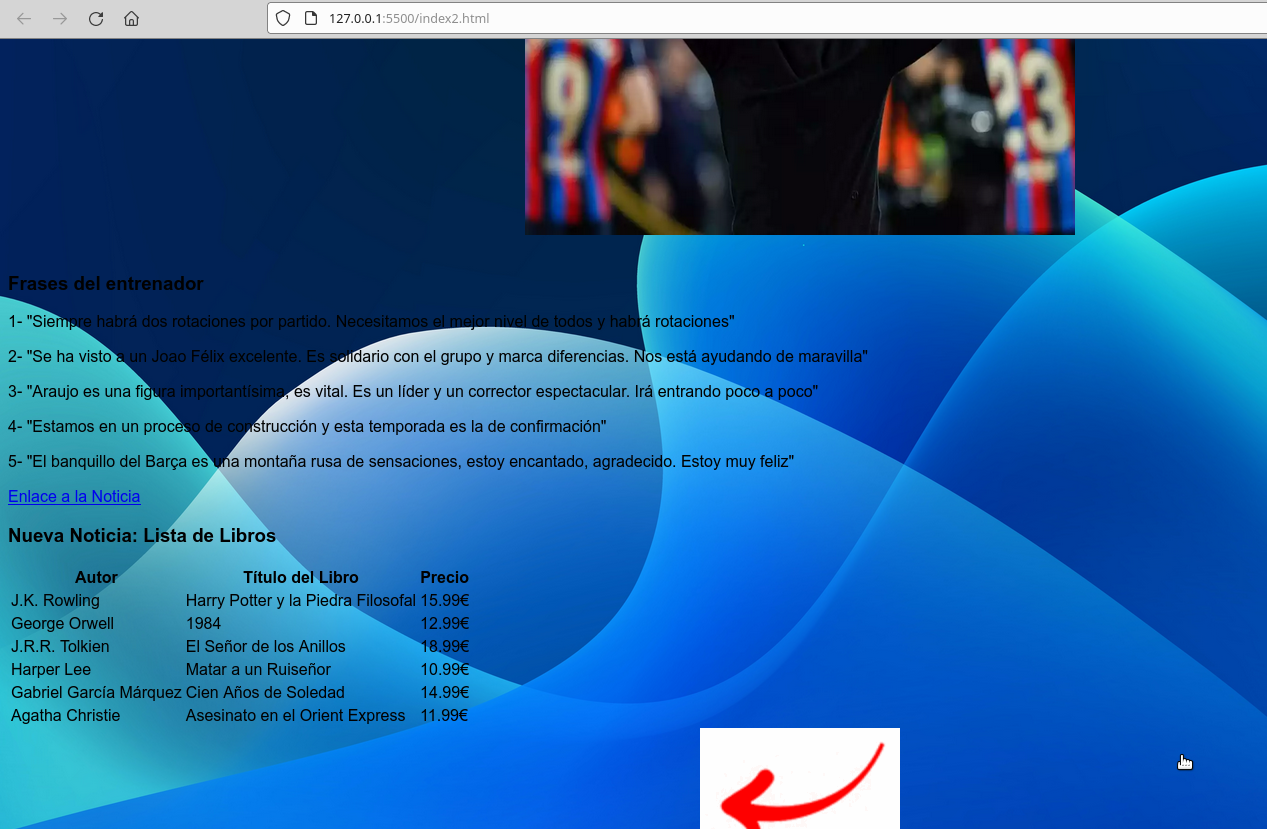 127.0.0.1:5500/index2.html
9
23
Frases del entrenador
1- "Siempre habrá dos rotaciones por partido. Necesitamos el mejor nivel de todos y habrá rotaciones"
2- "Se ha visto a un Joao Félix excelente. Es solidario con el grupo y marca diferencias. Nos está ayudando de maravilla"
3- "Araujo es una figura importantísima, es vital. Es un líder y un corrector espectacular. Irá entrando poco a poco"
4- "Estamos en un proceso de construcción y esta temporada es la de confirmación"
5- "El banquillo del Barça es una montaña rusa de sensaciones, estoy encantado, agradecido. Estoy muy feliz"
Enlace a la Noticia
Nueva Noticia: Lista de Libros
Autor Título del Libro Precio
J.K. Rowling Harry Potter y la Piedra Filosofal 15.99€
George Orwell 1984 12.99€
J.R.R. Tolkien El Señor de los Anillos 18.99€
Harper Lee Matar a un Ruiseñor 10.99€
Gabriel García Márquez Cien Años de Soledad 14.99€
Agatha Christie Asesinato en el Orient Express 11.99€